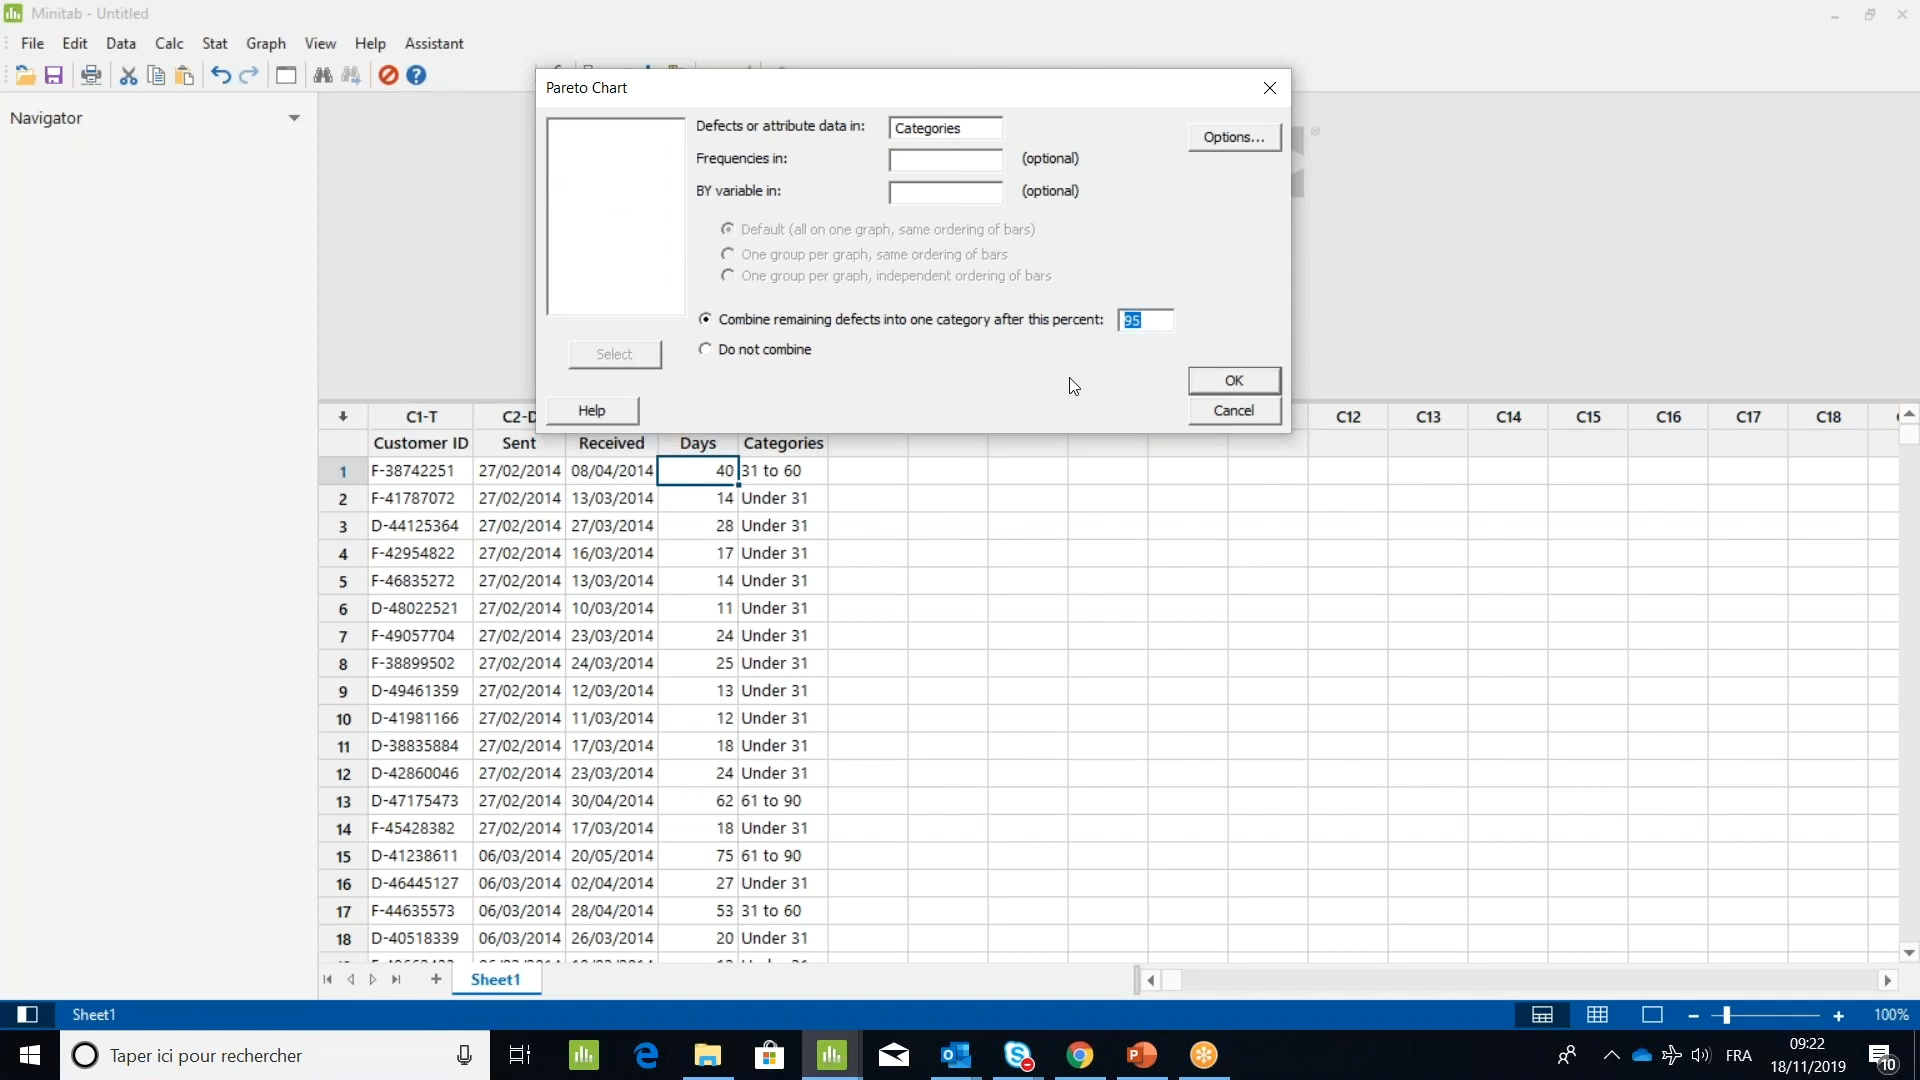 Minitab - Untitled
File Edit Data Calc Stat Graph View Help Assistant
Navigator
Pareto Chart
Defects or attribute data in: Categories
Options...
Frequencies in: (optional)
BY variable in: (optional)
Default (all on one graph, same ordering of bars)
One group per graph, same ordering of bars
One group per graph, independent ordering of bars
Combine remaining defects into one category after this percent: 95
Select
Do not combine
OK
Help
Cancel
C1-T C2-D C12 C13 C14 C15 C16 C17 C18
Customer ID Sent Received Days Categories
1 F-38742251 27/02/2014 08/04/2014 40 31 to 60
2 F-41787072 27/02/2014 13/03/2014 14 Under 31
3 D-44125364 27/02/2014 27/03/2014 28 Under 31
4 F-42954822 27/02/2014 16/03/2014 17 Under 31
5 F-46835272 27/02/2014 13/03/2014 14 Under 31
6 D-48022521 27/02/2014 10/03/2014 11 Under 31
7 F-49057704 27/02/2014 23/03/2014 24 Under 31
8 F-38899502 27/02/2014 24/03/2014 25 Under 31
9 D-49461359 27/02/2014 12/03/2014 13 Under 31
10 D-41981166 27/02/2014 11/03/2014 12 Under 31
11 D-38835884 27/02/2014 17/03/2014 18 Under 31
12 D-42860046 27/02/2014 23/03/2014 24 Under 31
13 D-47175473 27/02/2014 30/04/2014 62 61 to 90
14 F-45428382 27/02/2014 17/03/2014 18 Under 31
15 D-41238611 06/03/2014 20/05/2014 75 61 to 90
16 D-46445127 06/03/2014 02/04/2014 27 Under 31
17 F-44635573 06/03/2014 28/04/2014 53 31 to 60
18 D-40518339 06/03/2014 26/03/2014 20 Under 31
Sheet1
Sheet1
100%
Taper ici pour rechercher
FRA
09:22
18/11/2019
10